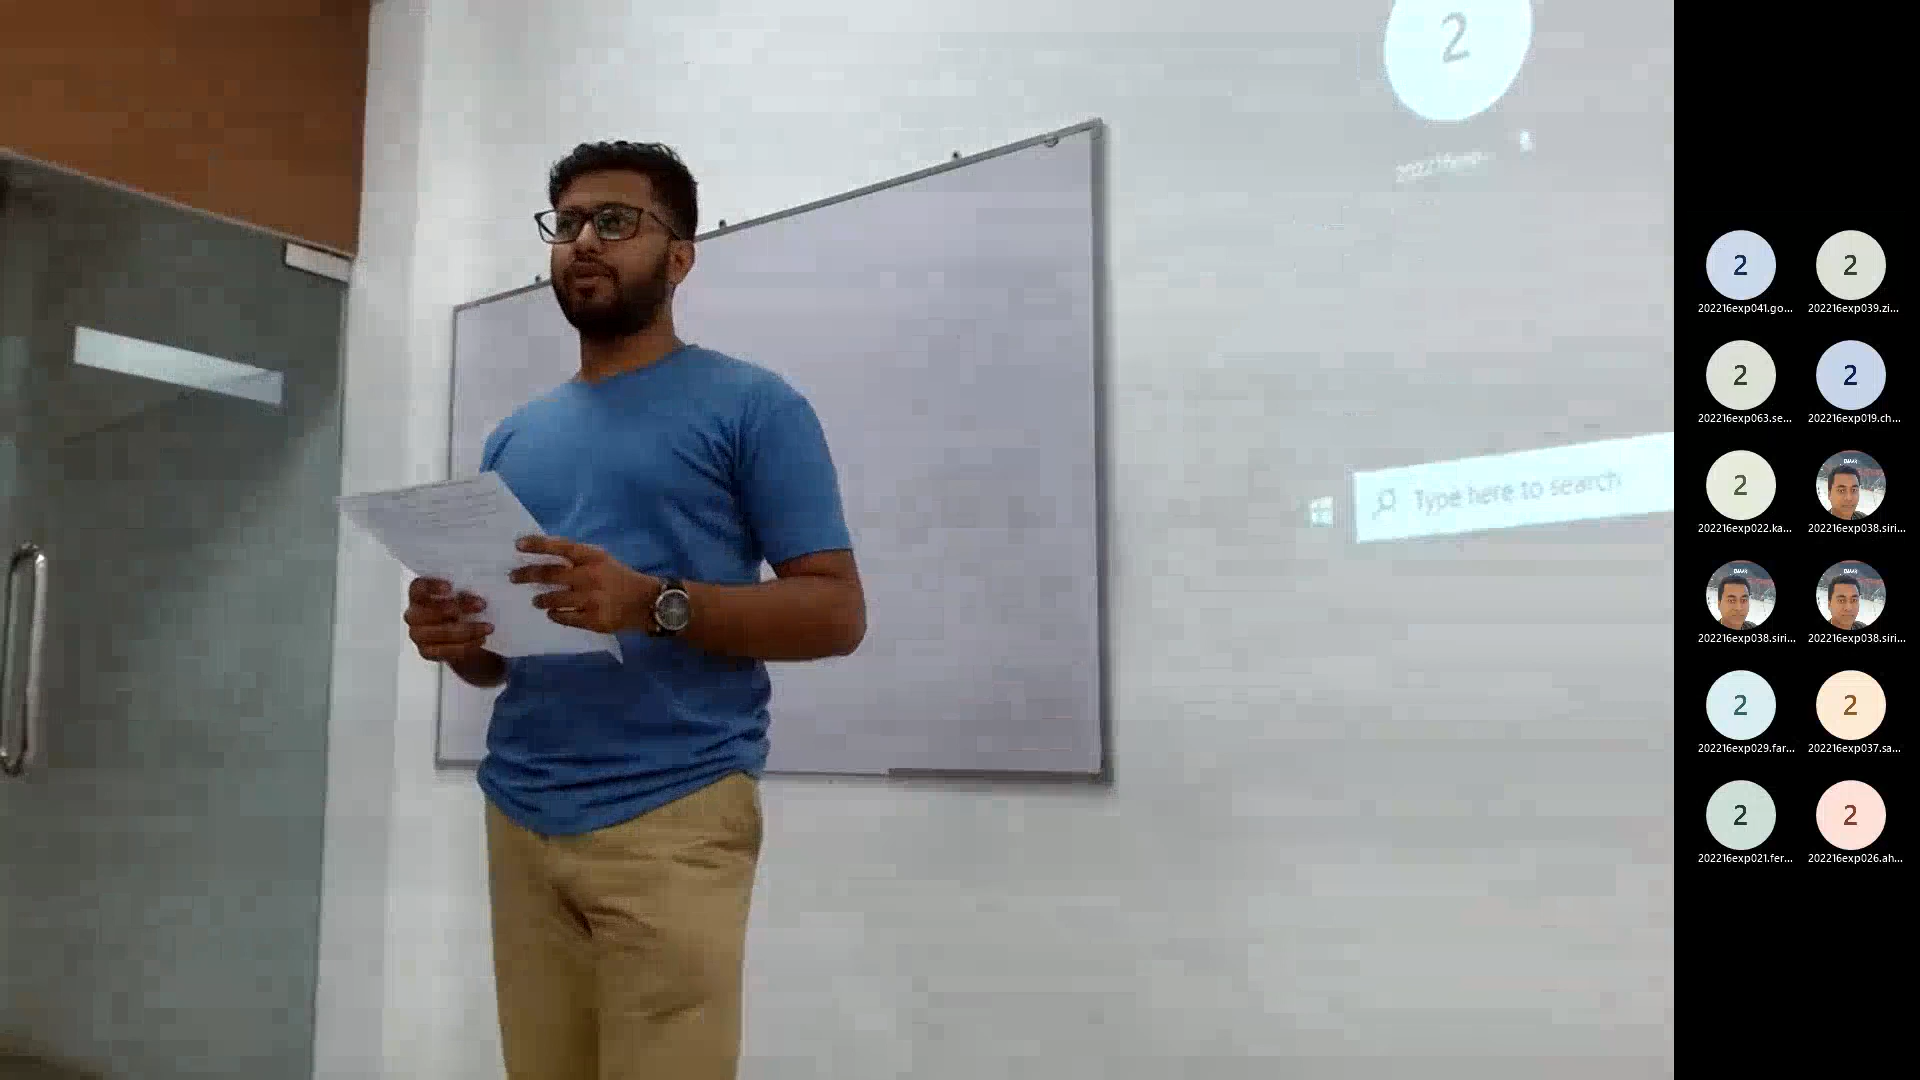 2
Type here to search
2
2
202216exp041.go...
202216exp039.zi...
2
2
202216exp063.se...
202216exp019.ch...
2
202216exp022.ka...
202216exp038.siri...
202216exp038.siri...
202216exp038.siri...
2
2
202216exp029.far...
202216exp037.sa...
2
2
202216exp021.fer...
202216exp026.ah...